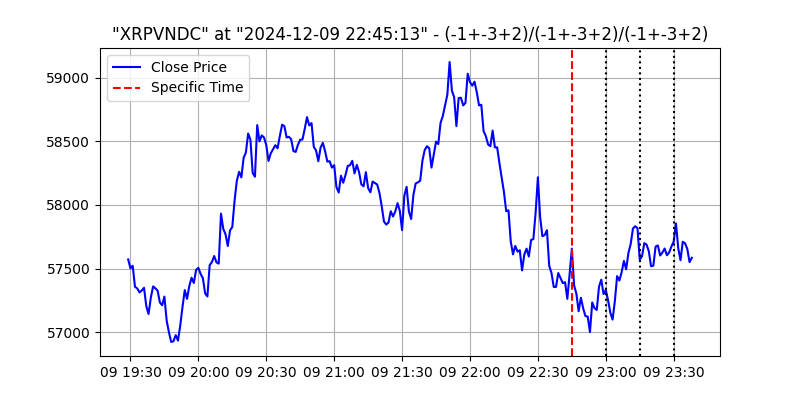 "XRPVNDC" at "2024-12-09 22:45:13" - (-1+-3+2)/(-1+-3+2)/(-1+-3+2)
Close Price
Specific Time
59000
58500
58000
57500
57000
09 19:30 09 20:00 09 20:30 09 21:00 09 21:30 09 22:00 09 22:30 09 23:00 09 23:30